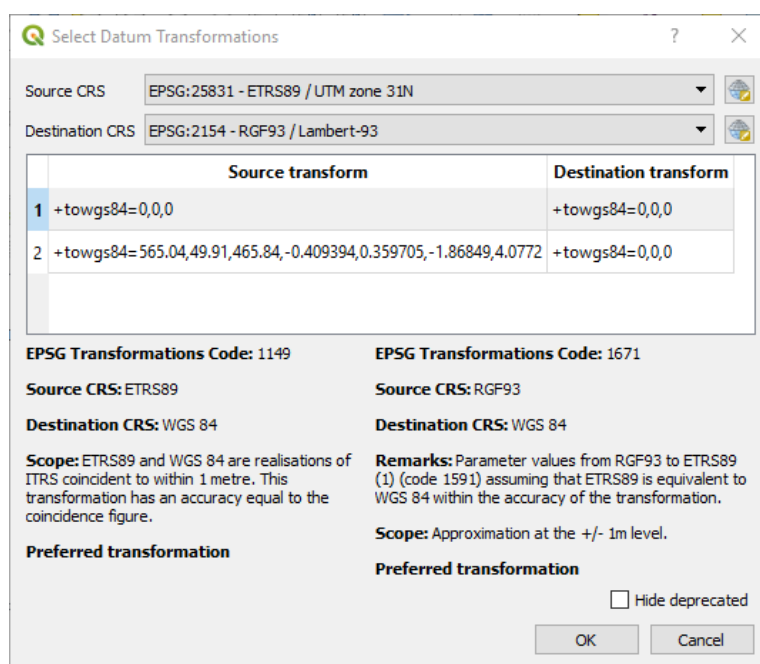 Select Datum Transformations
Source CRS EPSG:25831 - ETRS89 / UTM zone 31N
Destination CRS EPSG:2154 - RGF93 / Lambert-93
Source transform Destination transform
1 +towgs84=0,0,0 +towgs84=0,0,0
2 +towgs84=565.04,49.91,465.84,-0.409394,0.359705,-1.86849,4.0772 +towgs84=0,0,0
EPSG Transformations Code: 1149
Source CRS: ETRS89
Destination CRS: WGS 84
Scope: ETRS89 and WGS 84 are realisations of
ITRS coincident to within 1 metre. This
transformation has an accuracy equal to the
coincidence figure.
Preferred transformation
EPSG Transformations Code: 1671
Source CRS: RGF93
Destination CRS: WGS 84
Remarks: Parameter values from RGF93 to ETRS89
(1) (code 1591) assuming that ETRS89 is equivalent to
WGS 84 within the accuracy of the transformation.
Scope: Approximation at the +/- 1m level.
Preferred transformation
Hide deprecated
OK Cancel